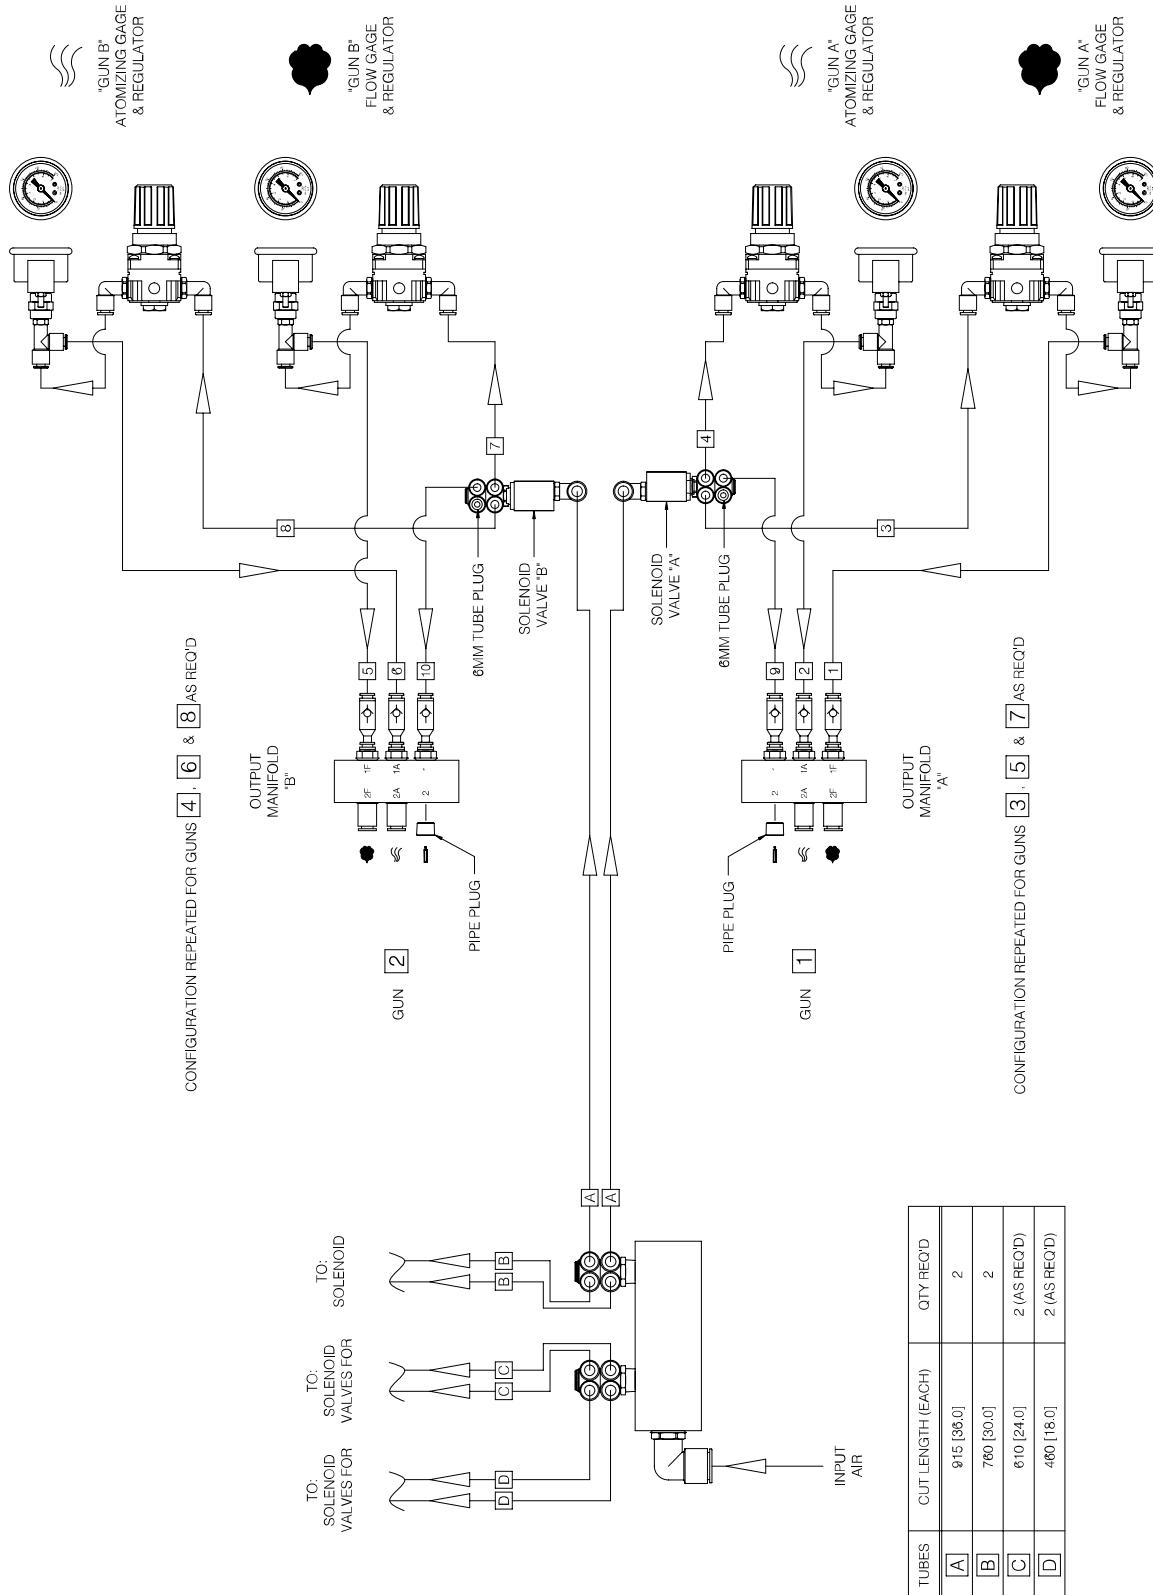 "GUN B"
ATOMIZING GAGE
& REGULATOR
"GUN B"
FLOW GAGE
& REGULATOR
"GUN A"
ATOMIZING GAGE
& REGULATOR
"GUN A"
FLOW GAGE
& REGULATOR
7
4
8
3
6MM TUBE PLUG
SOLENOID
VALVE "B"
SOLENOID
VALVE "A"
6MM TUBE PLUG
5
6
10
9
2
1
CONFIGURATION REPEATED FOR GUNS 4, 6 & 8 AS REQ'D
OUTPUT
MANIFOLD
"B"
1F
1A
1
2F
2A
2
1
1A
1F
2
2A
2F
OUTPUT
MANIFOLD
"A"
CONFIGURATION REPEATED FOR GUNS 3, 5 & 7 AS REQ'D
PIPE PLUG
PIPE PLUG
GUN 2
GUN 1
A
A
TO:
SOLENOID
B
B
TO:
SOLENOID
VALVES FOR
C
C
TO:
SOLENOID
VALVES FOR
D
D
INPUT
AIR
TUBES CUT LENGTH (EACH) QTY REQ'D
A 915 [36.0] 2
B 760 [30.0] 2
C 610 [24.0] 2 (AS REQ'D)
D 460 [18.0] 2 (AS REQ'D)